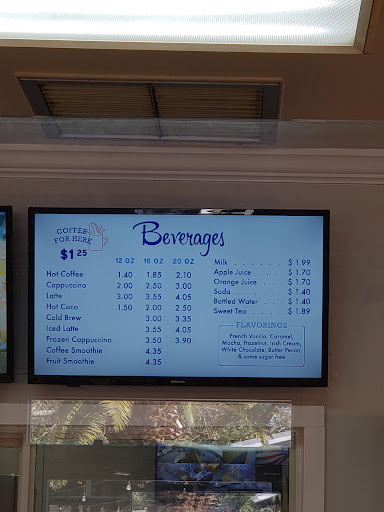 COFFEE
FOR HERE
$1.25
Beverages
12 OZ 16 OZ 20 OZ
Hot Coffee 1.40 1.85 2.10
Cappuccino 2.00 2.50 3.00
Latte 3.00 3.55 4.05
Hot Coco 1.50 2.00 2.50
Cold Brew 3.00 3.35
Iced Latte 3.55 4.05
Frozen Cappuccino 3.50 3.90
Coffee Smoothie 4.35
Fruit Smoothie 4.35
Milk . . . . . . . . $ 1.99
Apple Juice . . . . $ 1.70
Orange Juice . . . . $ 1.70
Soda . . . . . . . . $ 1.40
Bottled Water . . . . $ 1.40
Sweet Tea . . . . . $ 1.89
FLAVORINGS
French Vanilla, Caramel,
Mocha, Hazelnut, Irish Cream,
White Chocolate, Butter Pecan,
& some sugar free